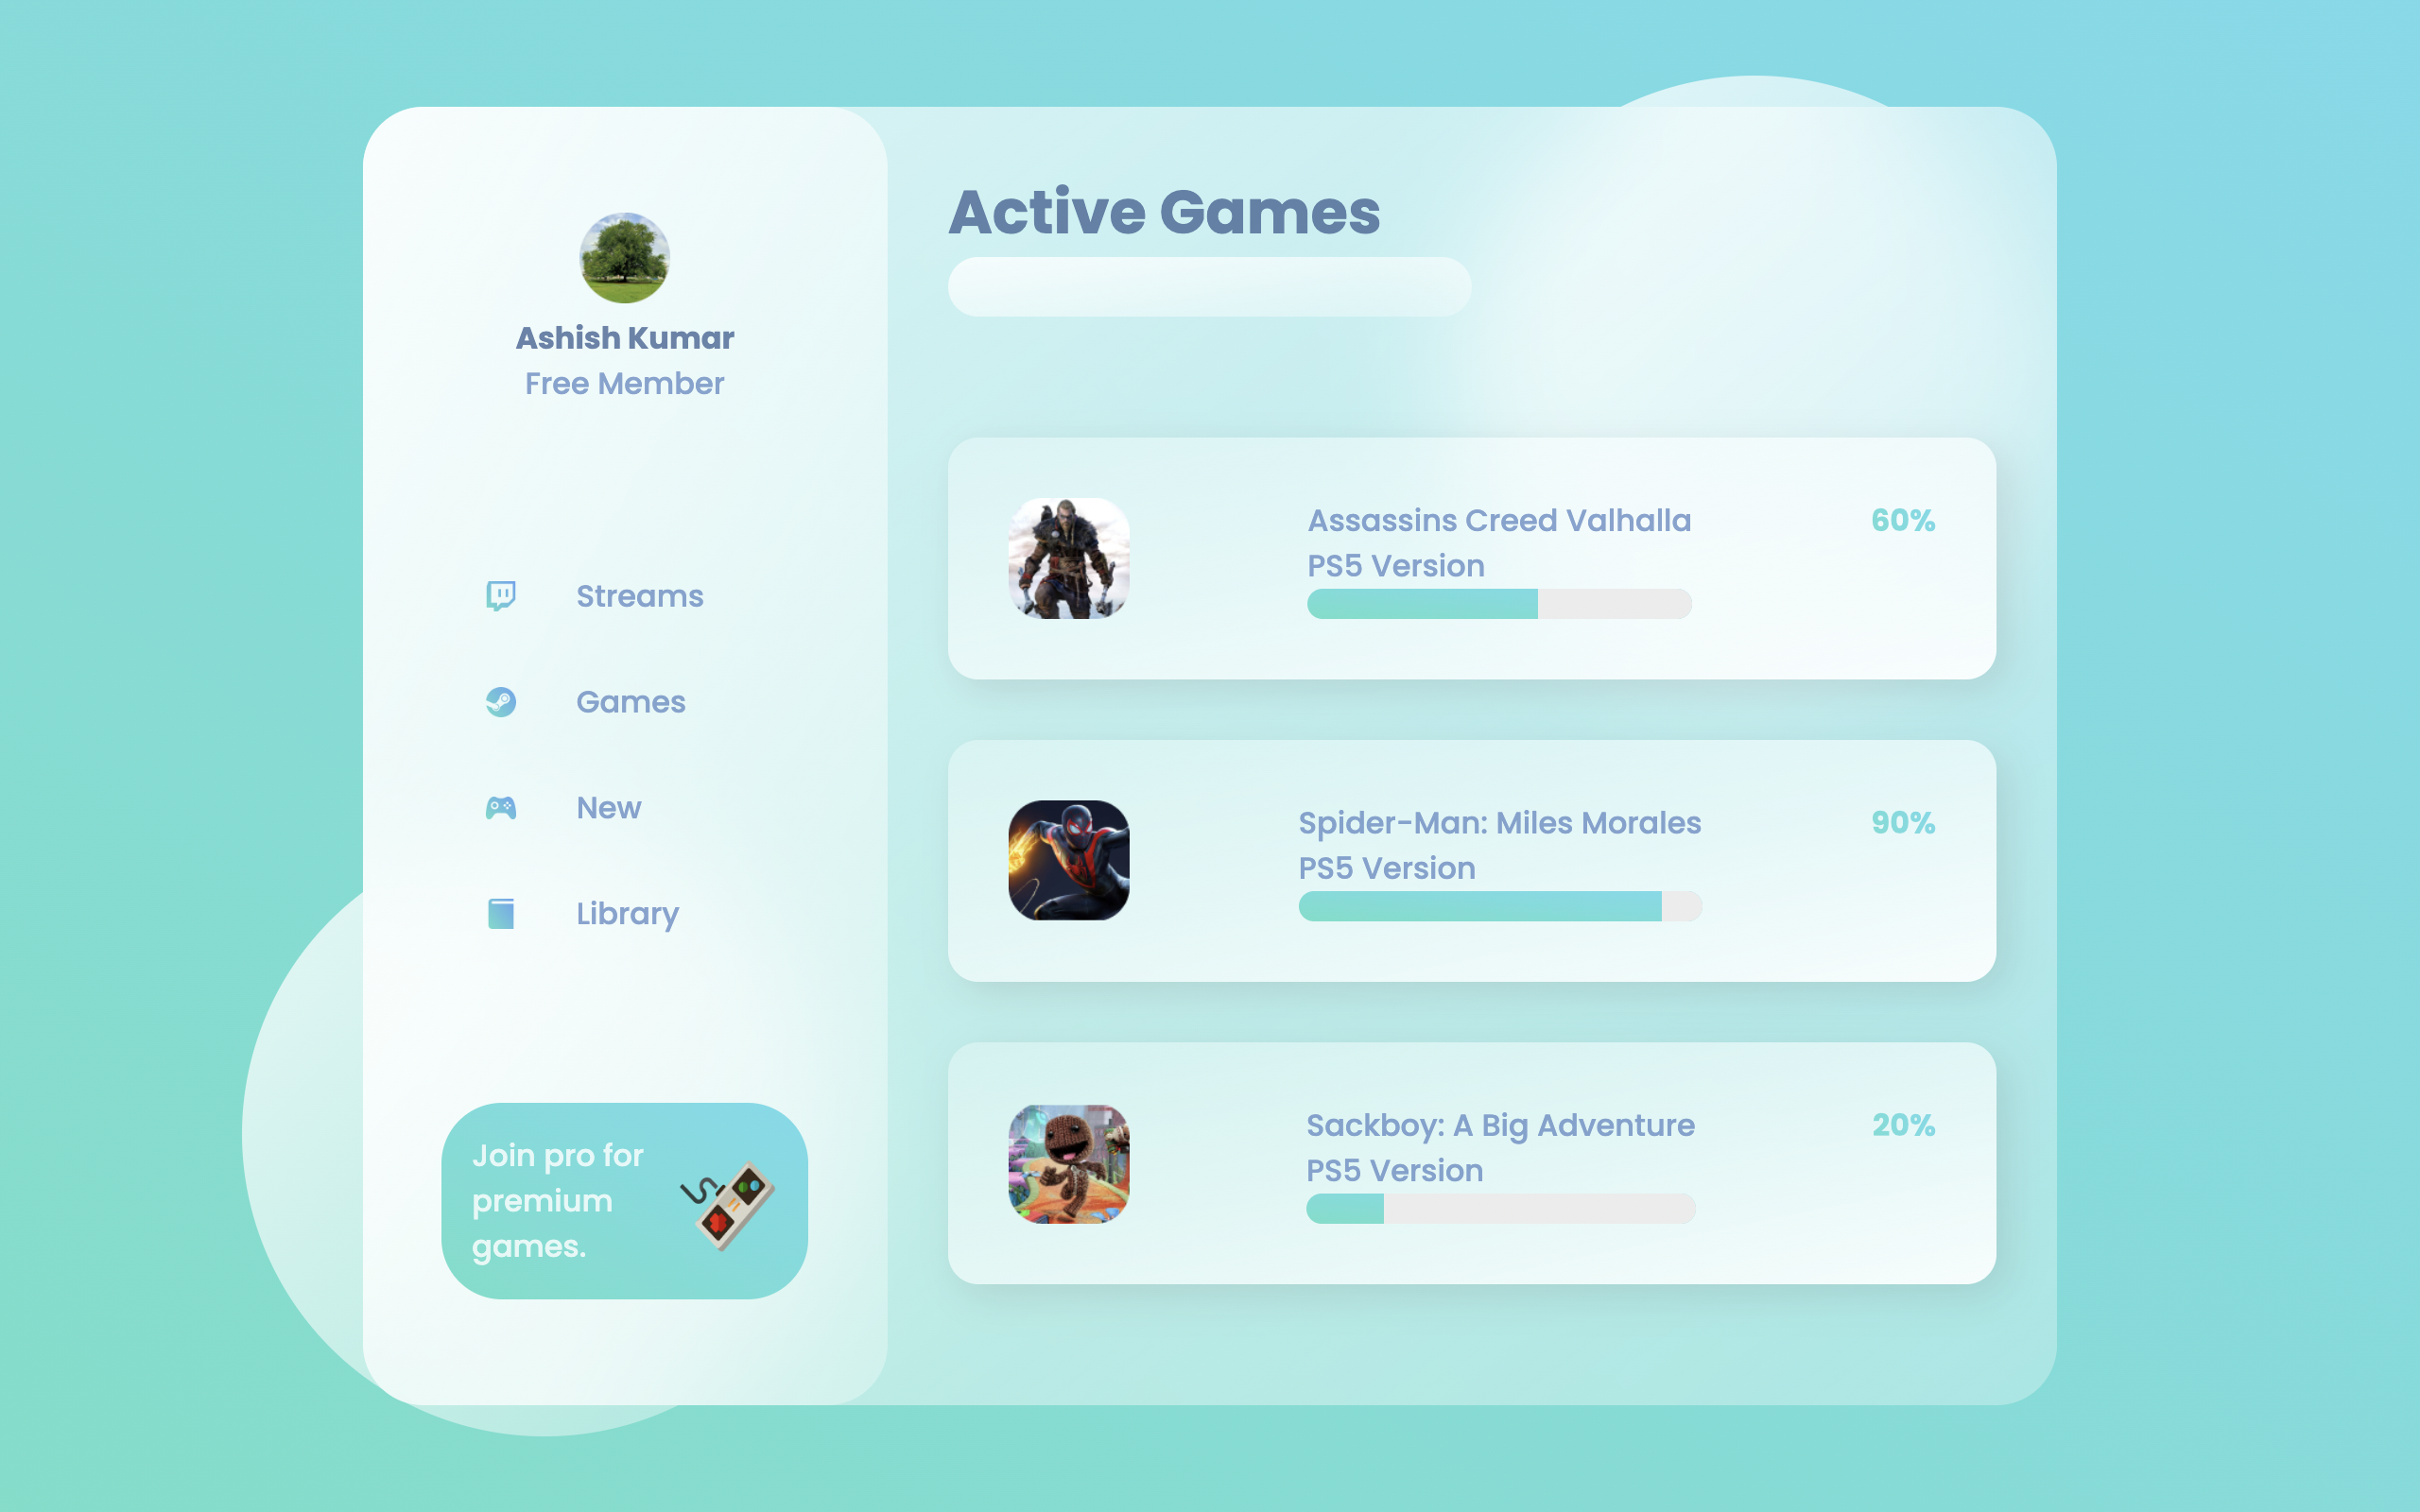 Ashish Kumar
Free Member
Streams
Games
New
Library
Join pro for
premium
games.
Active Games
Assassins Creed Valhalla
60%
PS5 Version
Spider-Man: Miles Morales
90%
PS5 Version
Sackboy: A Big Adventure
20%
PS5 Version